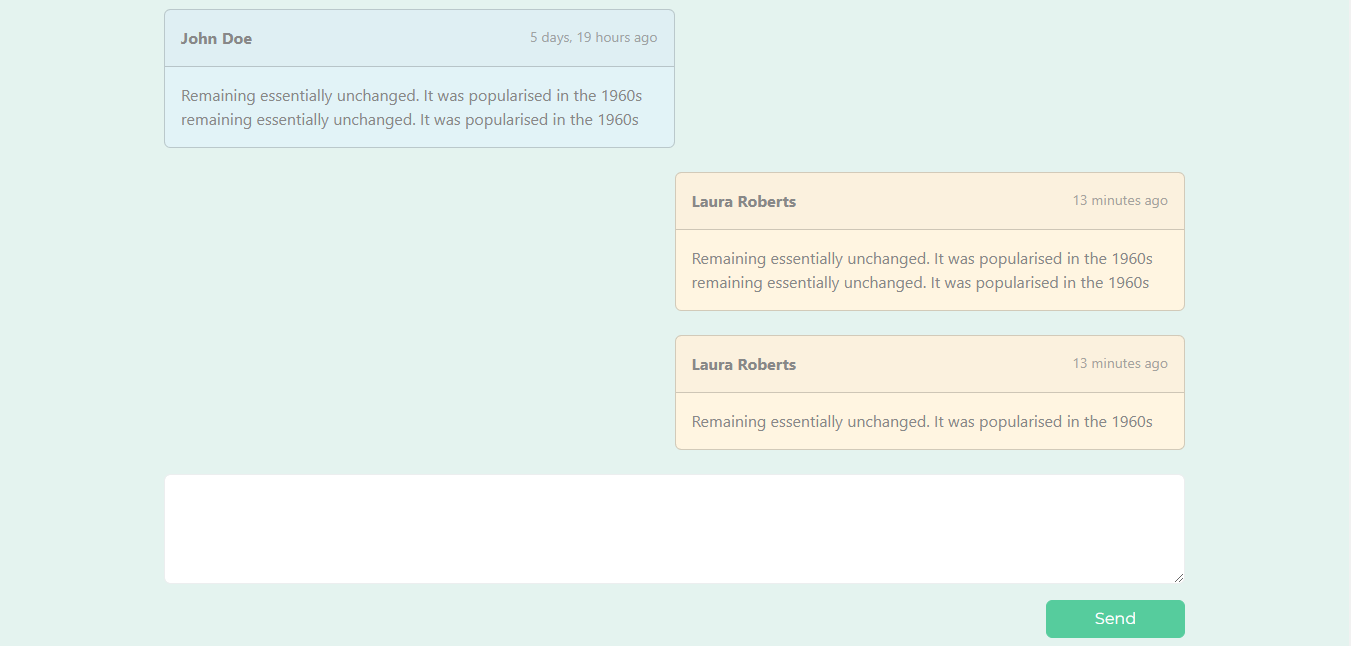 John Doe
5 days, 19 hours ago
Remaining essentially unchanged. It was popularised in the 1960s
remaining essentially unchanged. It was popularised in the 1960s
Laura Roberts
13 minutes ago
Remaining essentially unchanged. It was popularised in the 1960s
remaining essentially unchanged. It was popularised in the 1960s
Laura Roberts
13 minutes ago
Remaining essentially unchanged. It was popularised in the 1960s
Send